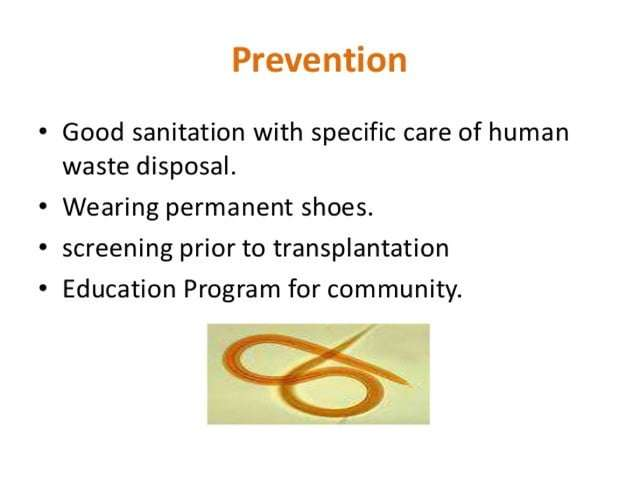 Prevention
• Good sanitation with specific care of human
waste disposal.
• Wearing permanent shoes.
• screening prior to transplantation
• Education Program for community.